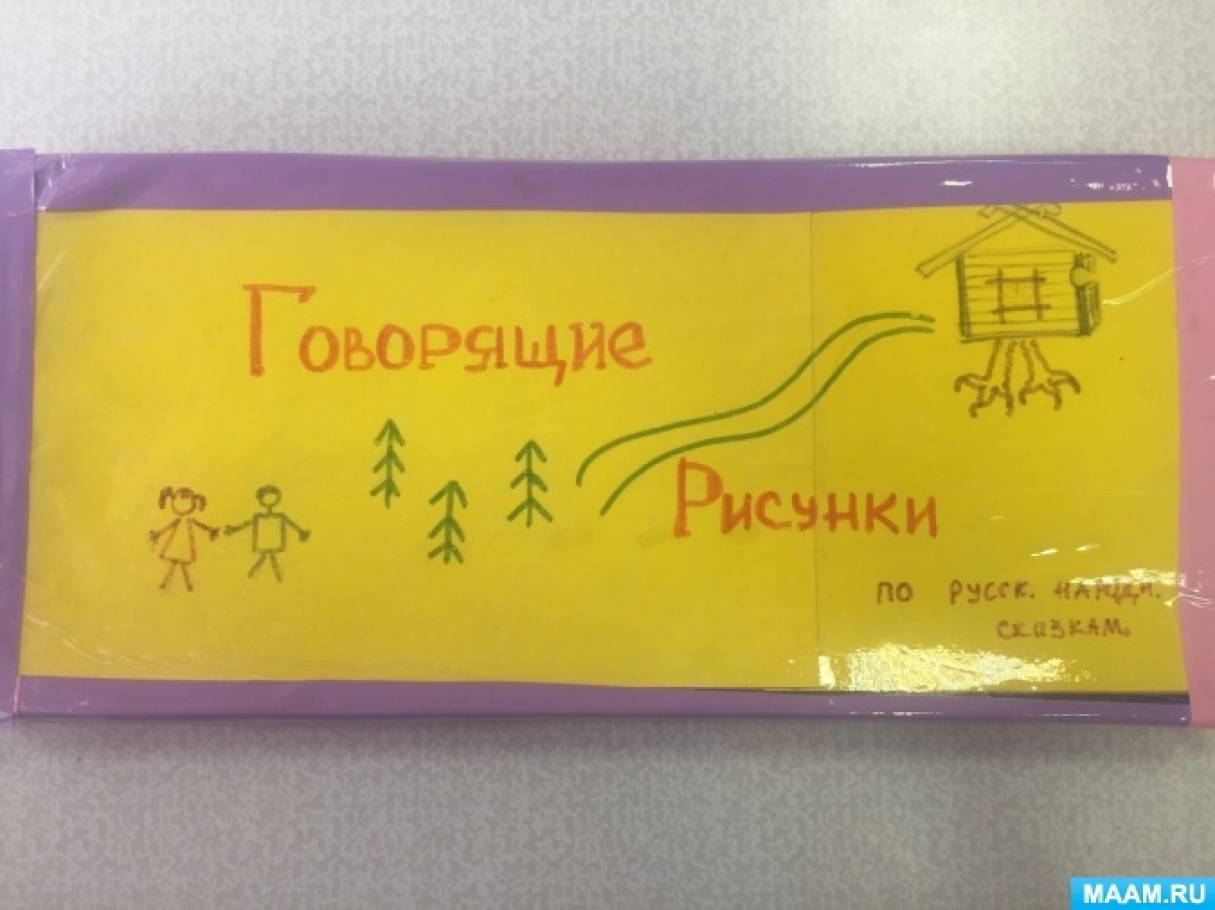 Говорящие
Рисунки
по русск. народн.
сказкам.
MAAM.RU